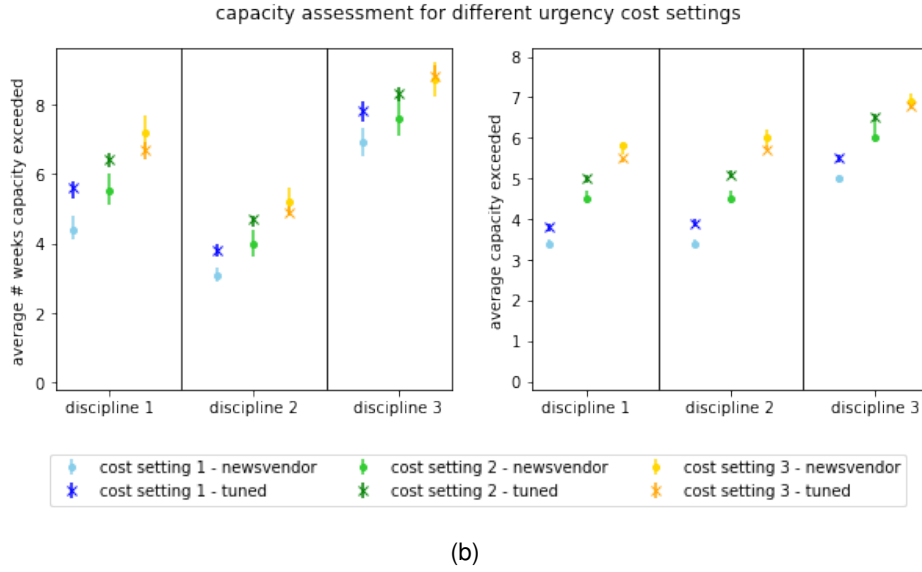 capacity assessment for different urgency cost settings
average # weeks capacity exceeded
8
6
4
2
0
discipline 1 discipline 2 discipline 3
average capacity exceeded
8
7
6
5
4
3
2
1
0
discipline 1 discipline 2 discipline 3
cost setting 1 - newsvendor cost setting 2 - newsvendor cost setting 3 - newsvendor
cost setting 1 - tuned cost setting 2 - tuned cost setting 3 - tuned
(b)